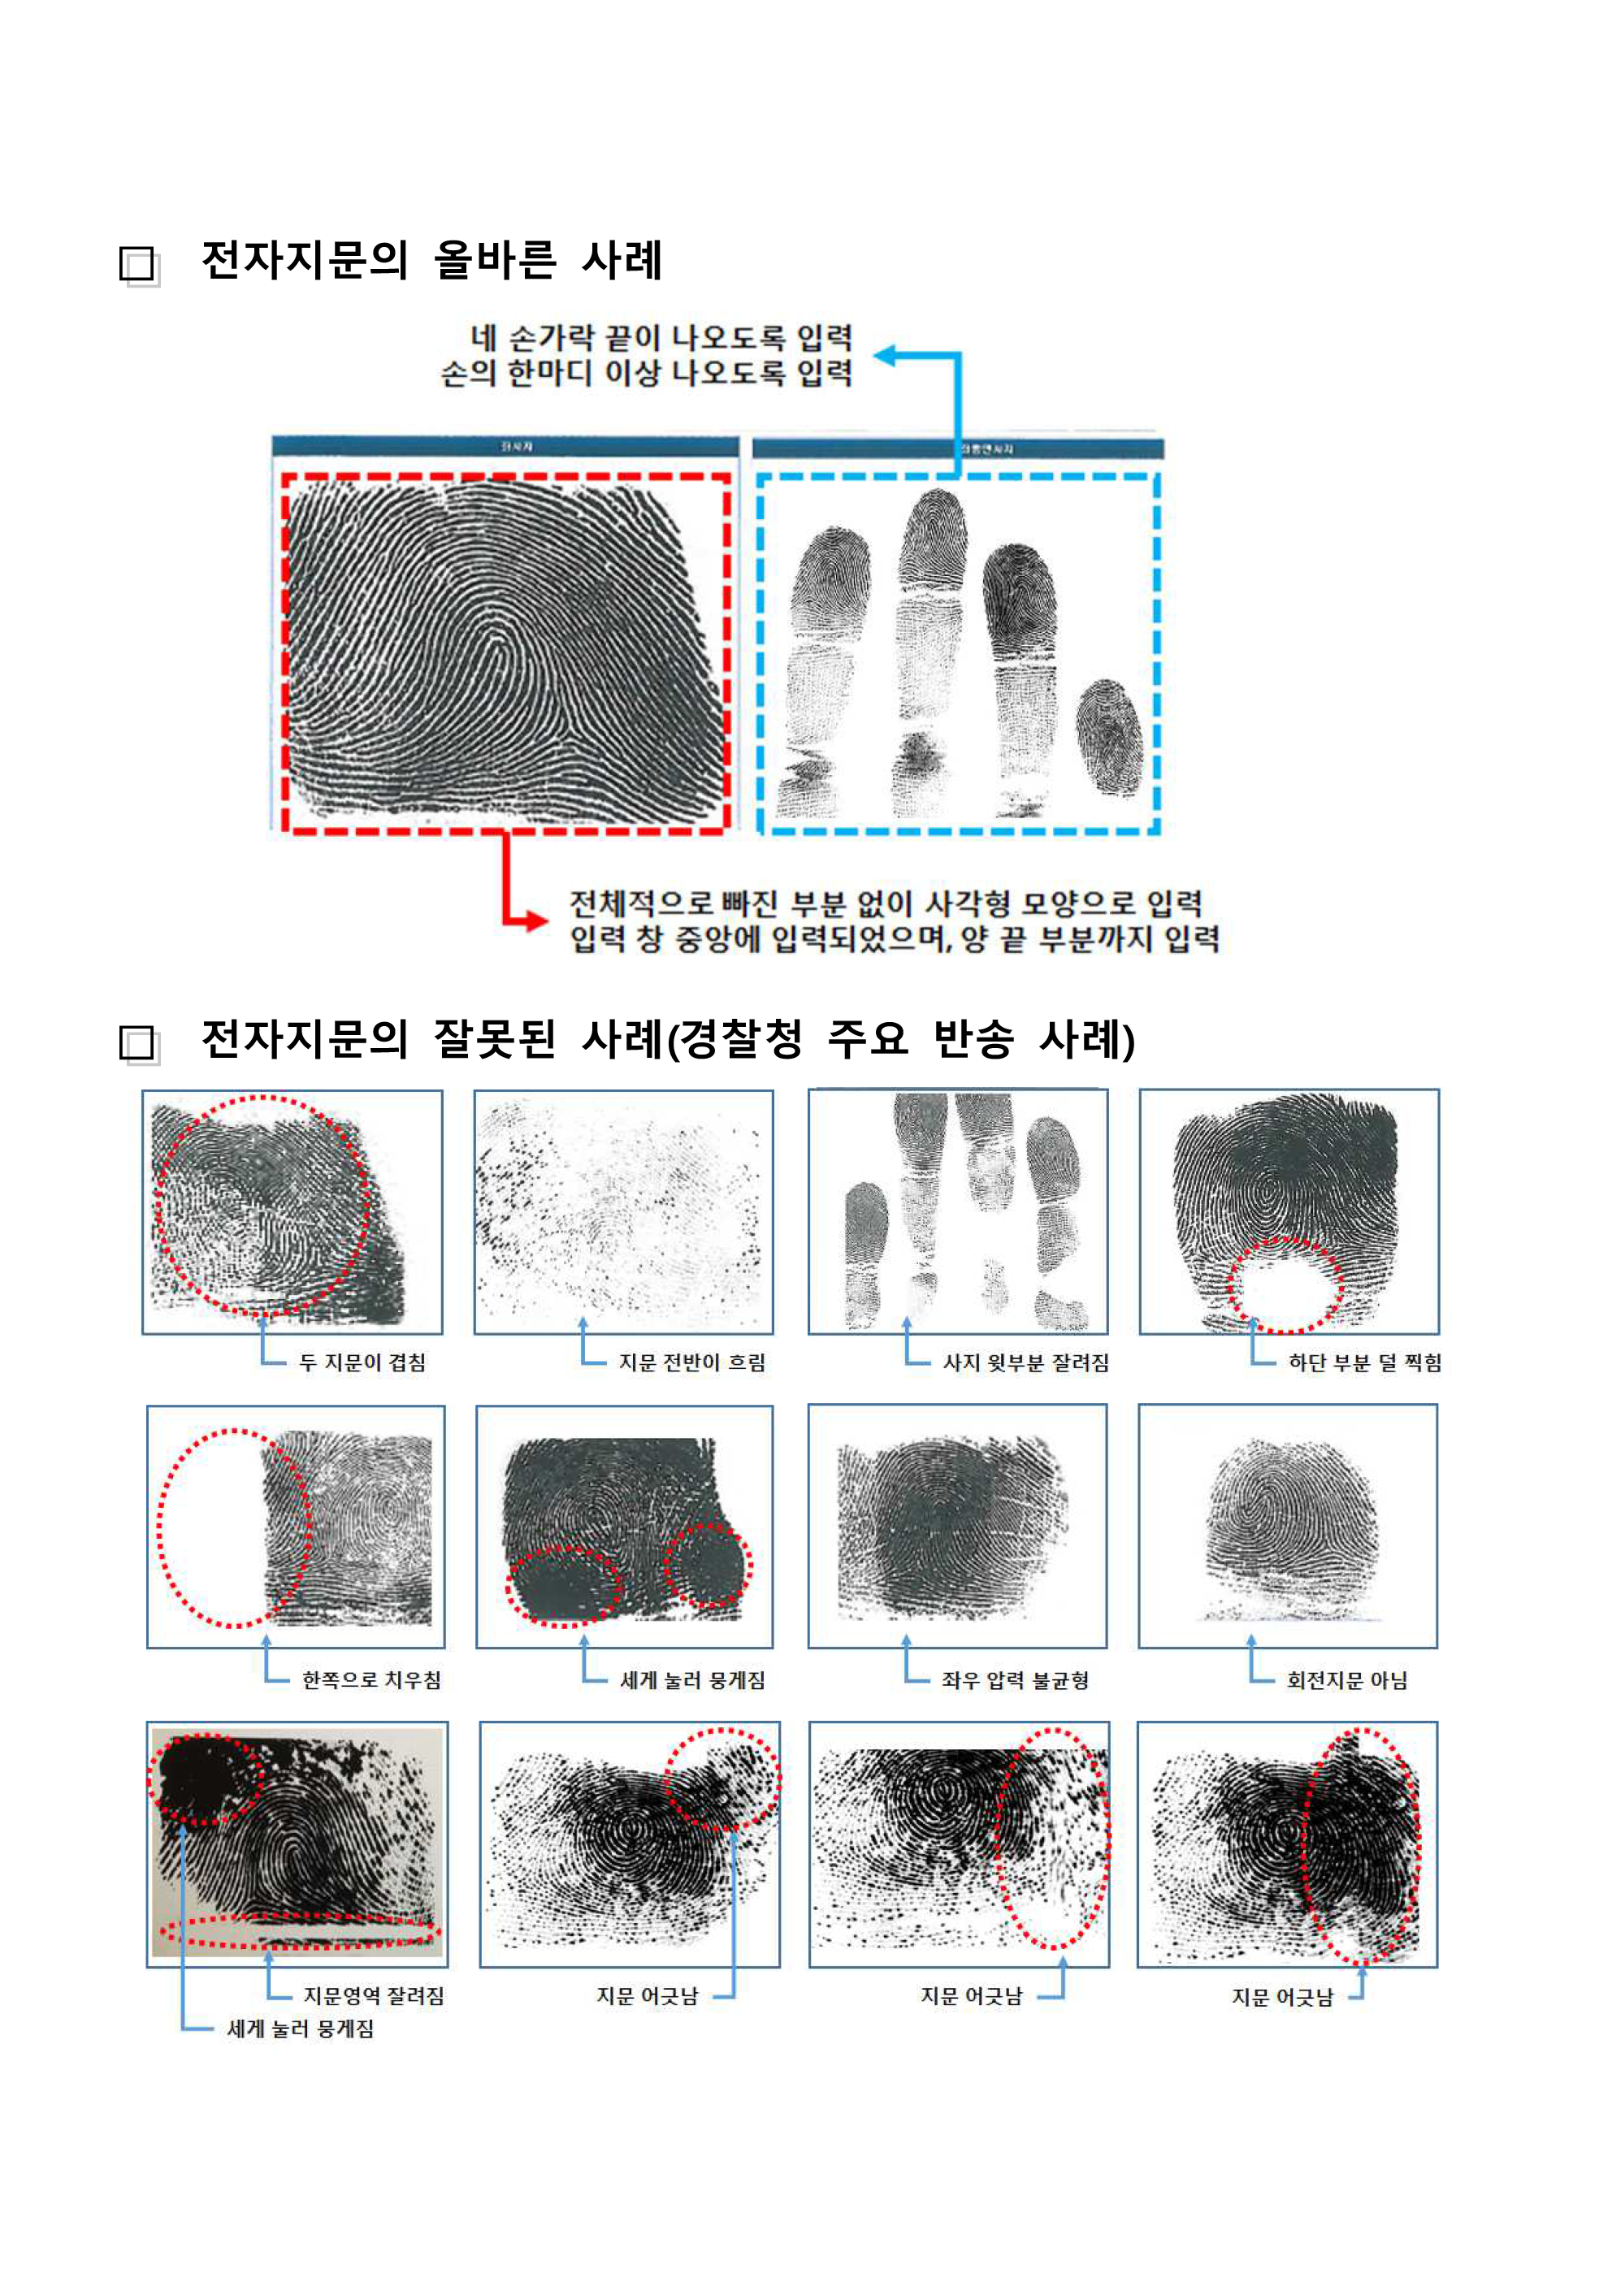 전자지문의 올바른 사례
네 손가락 끝이 나오도록 입력
손의 한마디 이상 나오도록 입력
좌시지
전체적으로 빠진 부분 없이 사각형 모양으로 입력
입력 창 중앙에 입력되었으며, 양 끝 부분까지 입력
전자지문의 잘못된 사례(경찰청 주요 반송 사례)
두 지문이 겹침
지문 전반이 흐림
사지 윗부분 잘려짐
하단 부분 덜 찍힘
한쪽으로 치우침
세게 눌러 뭉게짐
좌우 압력 불균형
회전지문 아님
지문영역 잘려짐
세게 눌러 뭉게짐
지문 어긋남
지문 어긋남
지문 어긋남